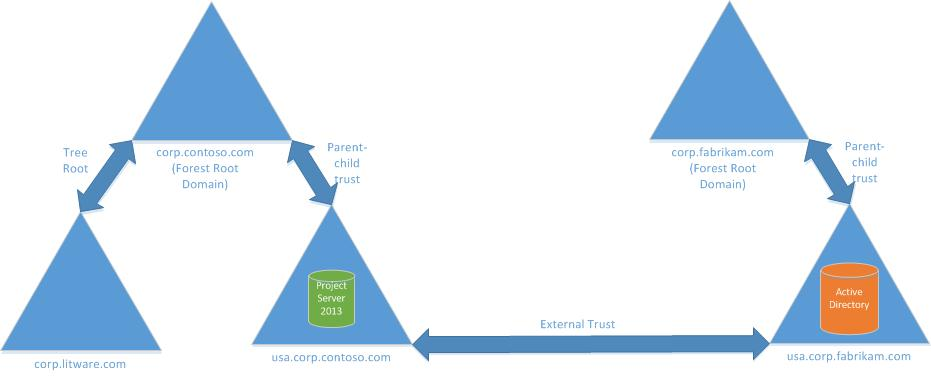 Tree
Root
corp.contoso.com
(Forest Root
Domain)
Parent-
child
trust
corp.fabrikam.com
(Forest Root
Domain)
Parent-
child
trust
Project
Server
2013
Active
Directory
External Trust
corp.litware.com
usa.corp.contoso.com
usa.corp.fabrikam.com